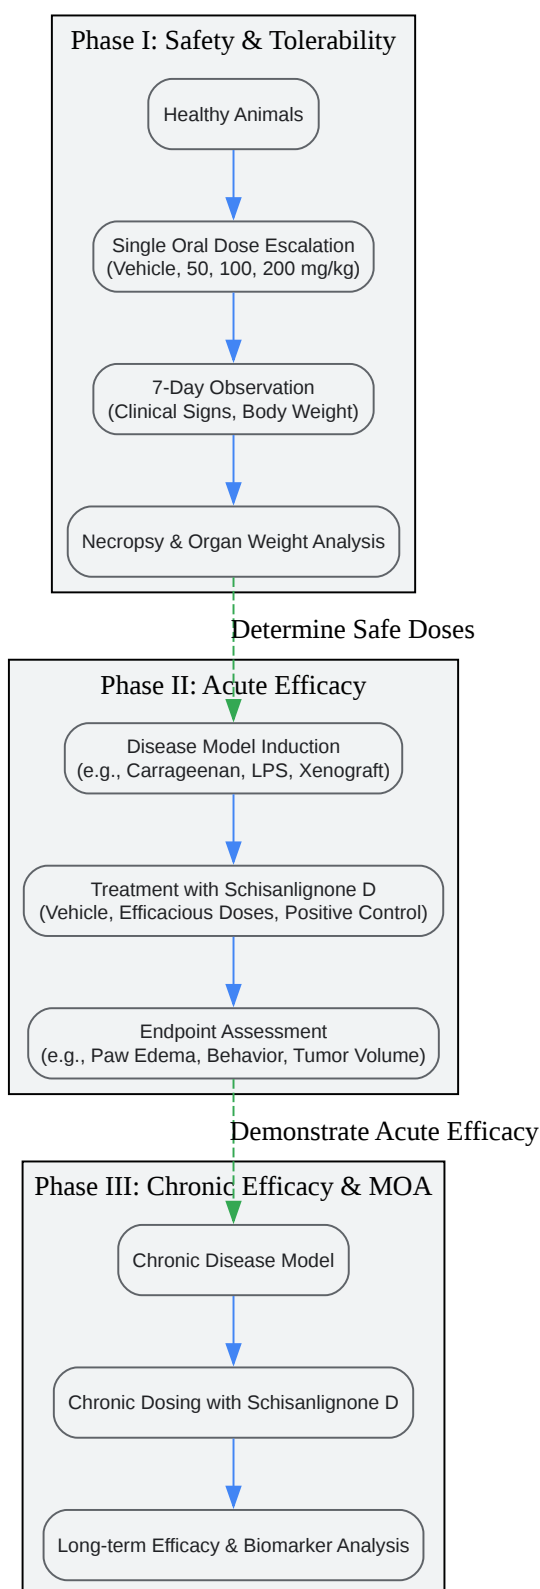 Phase I: Safety & Tolerability
Healthy Animals
Single Oral Dose Escalation
(Vehicle, 50, 100, 200 mg/kg)
7-Day Observation
(Clinical Signs, Body Weight)
Necropsy & Organ Weight Analysis
Determine Safe Doses
Phase II: Acute Efficacy
Disease Model Induction
(e.g., Carrageenan, LPS, Xenograft)
Treatment with Schisanlignone D
(Vehicle, Efficacious Doses, Positive Control)
Endpoint Assessment
(e.g., Paw Edema, Behavior, Tumor Volume)
Demonstrate Acute Efficacy
Phase III: Chronic Efficacy & MOA
Chronic Disease Model
Chronic Dosing with Schisanlignone D
Long-term Efficacy & Biomarker Analysis